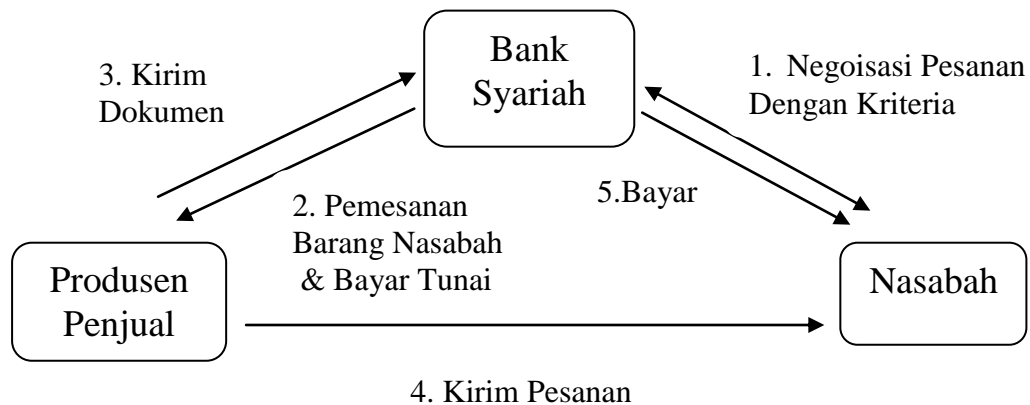 Bank
Syariah
3. Kirim
Dokumen
1. Negoisasi Pesanan
Dengan Kriteria
2. Pemesanan
Barang Nasabah
& Bayar Tunai
5.Bayar
Produsen
Penjual
Nasabah
4. Kirim Pesanan